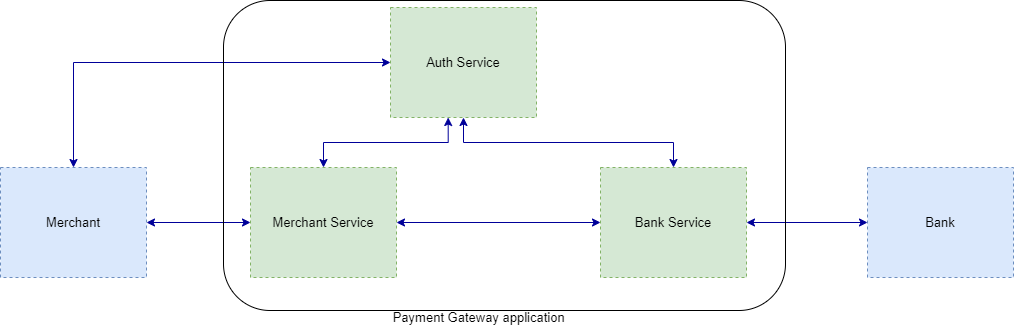 Auth Service
Merchant
Merchant Service
Bank Service
Bank
Payment Gateway application